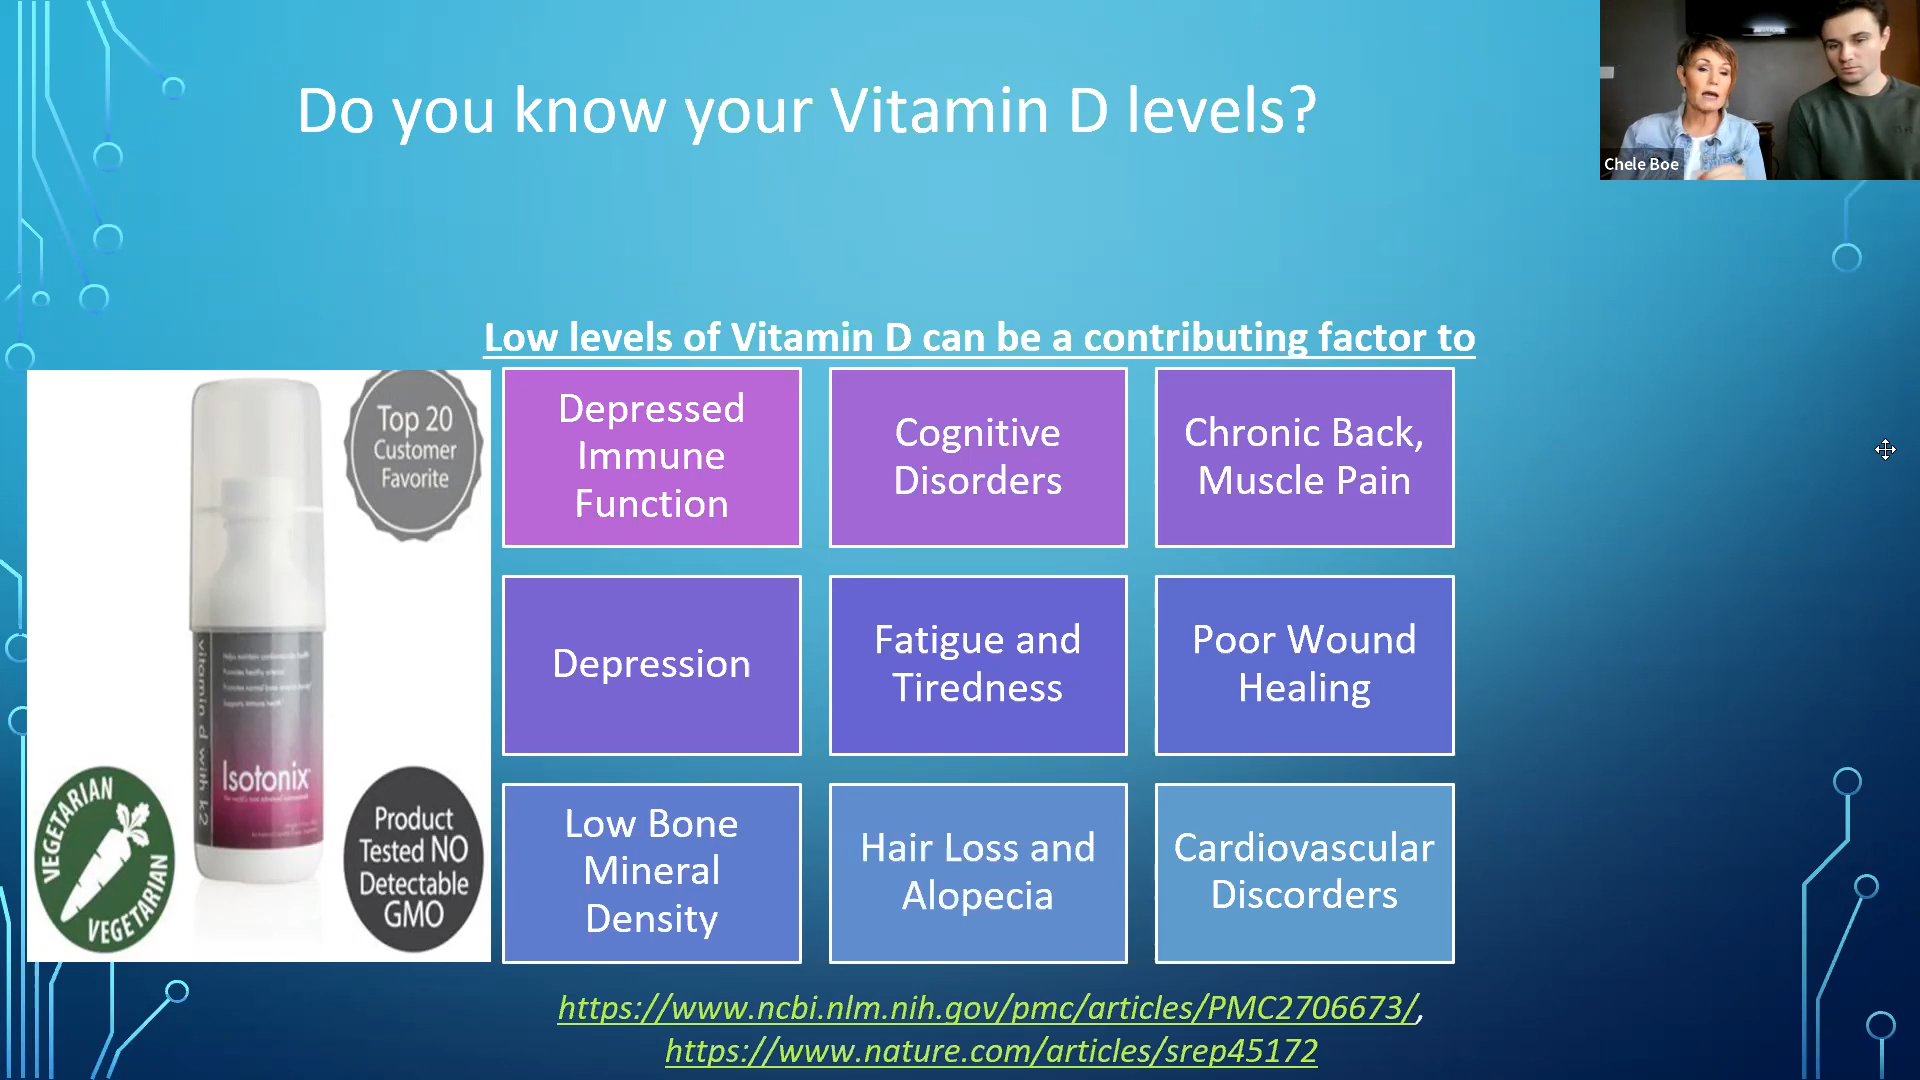 Do you know your Vitamin D levels?
Chele Boe
Low levels of Vitamin D can be a contributing factor to
Top 20
Customer
Favorite
vitamin d with k2
Isotonix
VEGETARIAN
VEGETARIAN
Product
Tested NO
Detectable
GMO
Depressed
Immune
Function
Cognitive
Disorders
Chronic Back,
Muscle Pain
Depression
Fatigue and
Tiredness
Poor Wound
Healing
Low Bone
Mineral
Density
Hair Loss and
Alopecia
Cardiovascular
Discorders
https://www.ncbi.nlm.nih.gov/pmc/articles/PMC2706673/,
https://www.nature.com/articles/srep45172